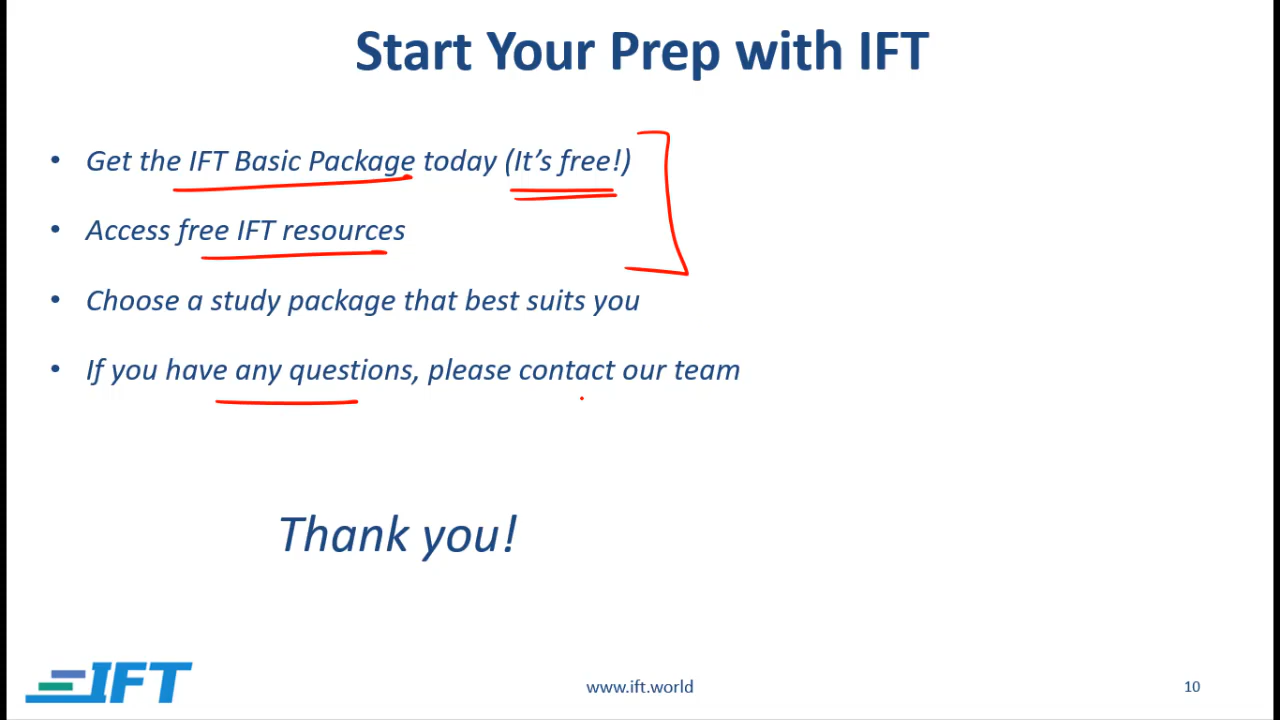 Start Your Prep with IFT
• Get the IFT Basic Package today (It's free!)
• Access free IFT resources
• Choose a study package that best suits you
• If you have any questions, please contact our team
Thank you!
IFT
www.ift.world
10